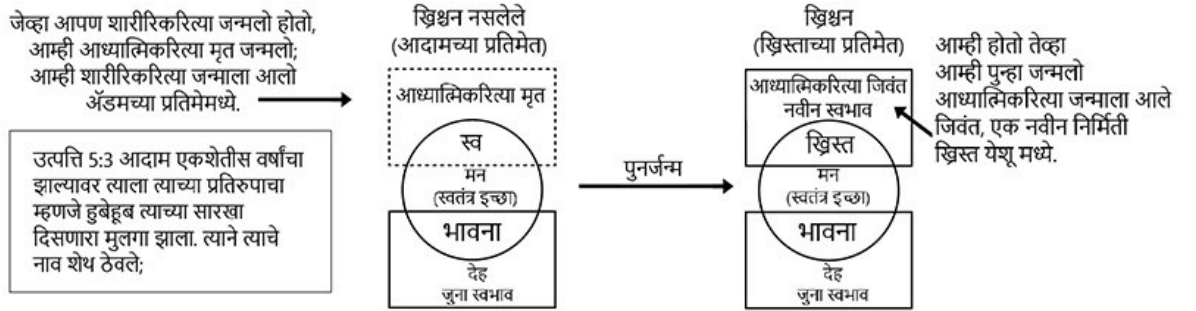 जेव्हा आपण शारीरिकरित्या जन्मलो होतो,
आम्ही आध्यात्मिकरित्या मृत जन्मलो;
आम्ही शारीरिकरित्या जन्माला आलो
ॲडमच्या प्रतिमेमध्ये.
उत्पत्ति 5:3 आदाम एकशेतीस वर्षांचा
झाल्यावर त्याला त्याच्या प्रतिरुपाचा
म्हणजे हुबेहूब त्याच्या सारखा
दिसणारा मुलगा झाला. त्याने त्याचे
नाव शेथ ठेवले;
ख्रिश्चन नसलेले
(आदामच्या प्रतिमेत)
आध्यात्मिकरित्या मृत
स्व
मन
(स्वतंत्र इच्छा)
भावना
देह
जुना स्वभाव
पुनर्जन्म
ख्रिश्चन
(ख्रिस्ताच्या प्रतिमेत)
आध्यात्मिकरित्या जिवंत
नवीन स्वभाव
ख्रिस्त
मन
(स्वतंत्र इच्छा)
भावना
देह
जुना स्वभाव
आम्ही होतो तेव्हा
आम्ही पुन्हा जन्मलो
आध्यात्मिकरित्या जन्माला आले
जिवंत, एक नवीन निर्मिती
ख्रिस्त येशू मध्ये.